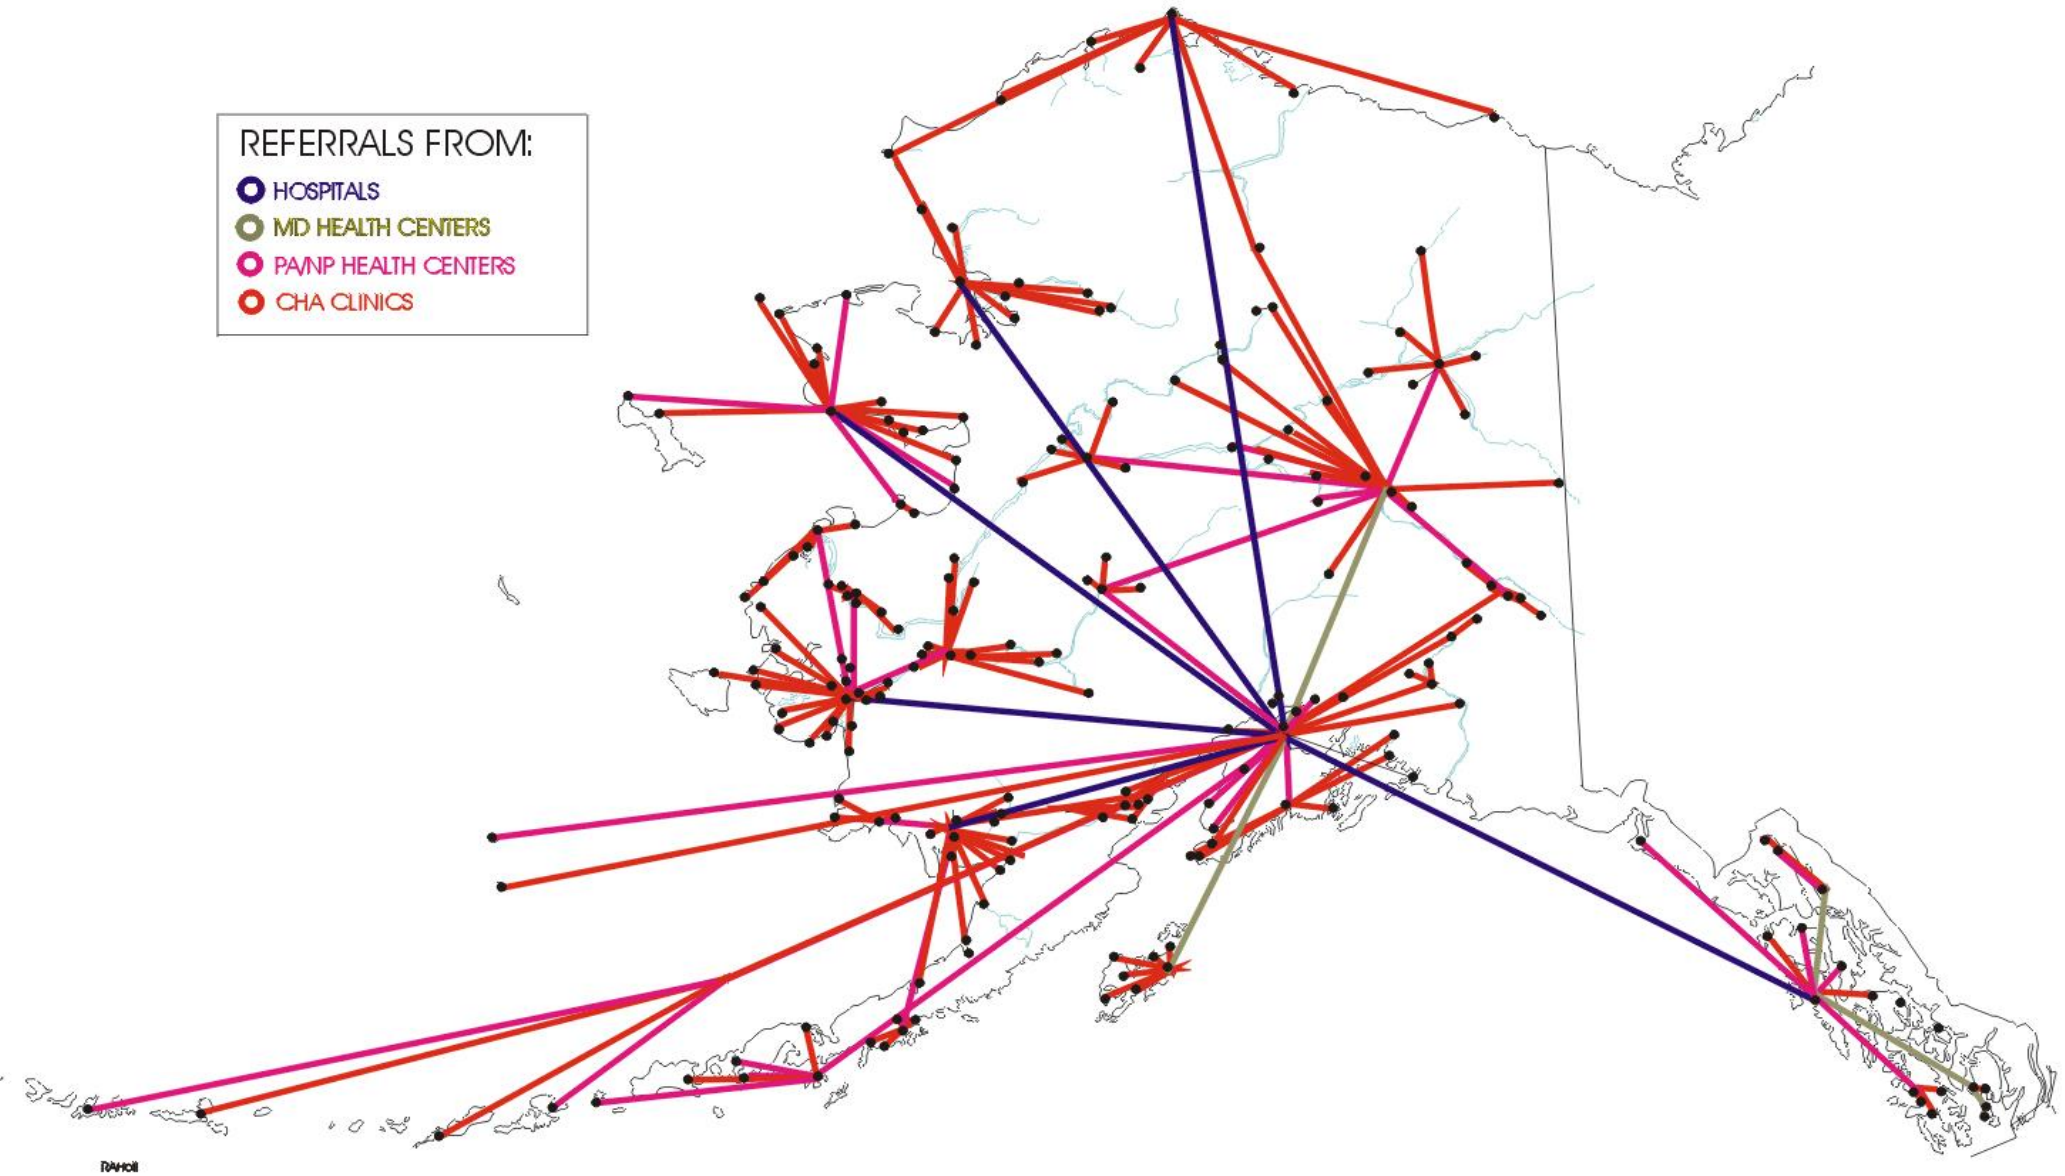 REFERRALS FROM:
HOSPITALS
MD HEALTH CENTERS
PA/NP HEALTH CENTERS
CHA CLINICS